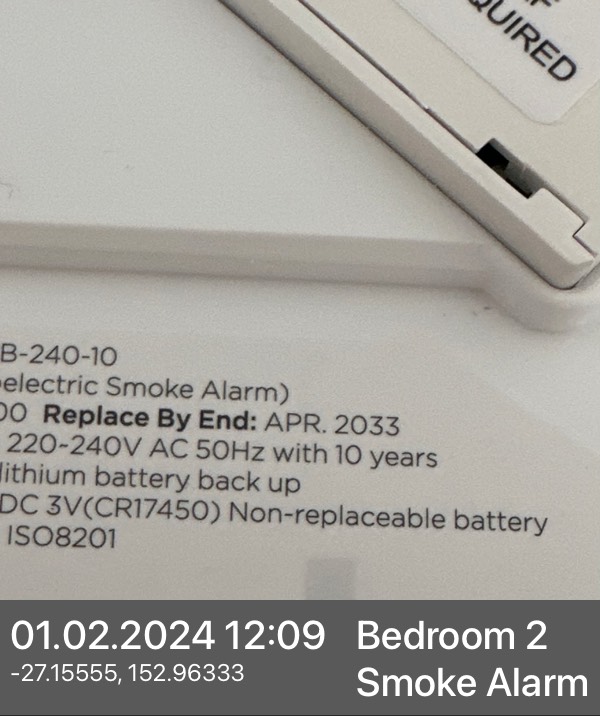 QUIRED
B-240-10
electric Smoke Alarm)
00 Replace By End: APR. 2033
220-240V AC 50Hz with 10 years
lithium battery back up
DC 3V(CR17450) Non-replaceable battery
ISO8201
01.02.2024 12:09
-27.15555, 152.96333
Bedroom 2
Smoke Alarm